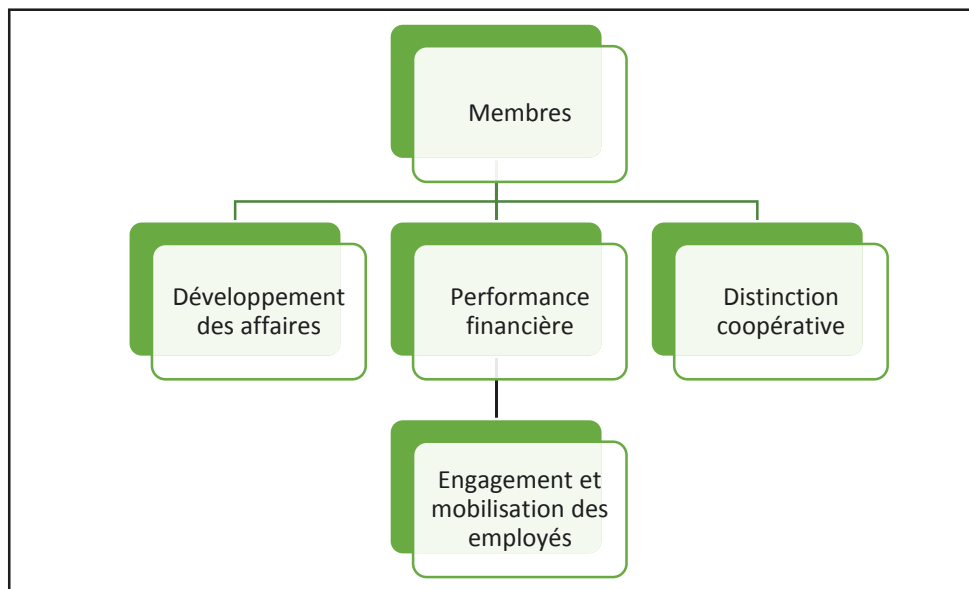 Membres
Développement
des affaires
Performance
financière
Distinction
coopérative
Engagement et
mobilisation des
employés